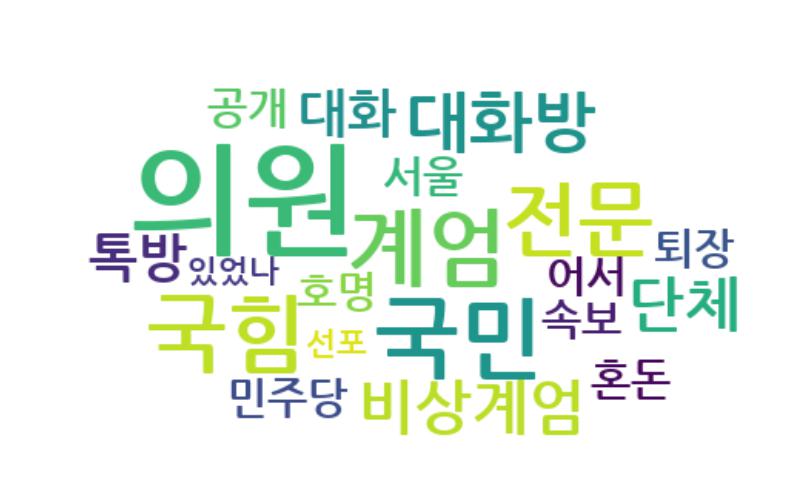 공개 대화 대화방
의원 서울
계엄 전문
톡방 있었나 호명 어서 퇴장
국힘 선포 국민 속보 단체
민주당 비상계엄 혼돈